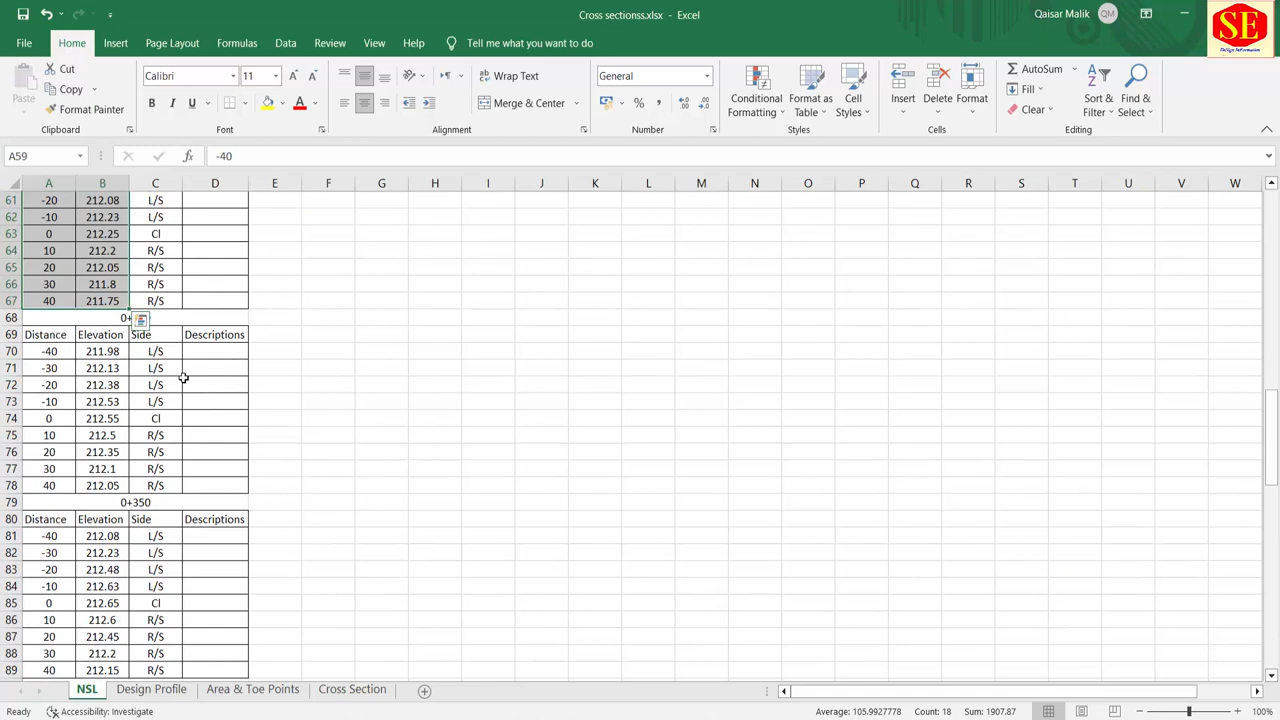 Cross sectionss.xlsx - Excel
Qaisar Malik QM
SE
Design Information
File Home Insert Page Layout Formulas Data Review View Help Tell me what you want to do
Paste Cut Copy Format Painter Clipboard
Calibri 11 B I U A Font
Wrap Text Merge & Center Alignment
General % , Number
Conditional Formatting Format as Table Cell Styles Styles
Insert Delete Format Cells
AutoSum Fill Clear Sort & Filter Find & Select Editing
A59 fx -40
A B C D E F G H I J K L M N O P Q R S T U V W
61 -20 212.08 L/S
62 -10 212.23 L/S
63 0 212.25 Cl
64 10 212.2 R/S
65 20 212.05 R/S
66 30 211.8 R/S
67 40 211.75 R/S
68 0+
69 Distance Elevation Side Descriptions
70 -40 211.98 L/S
71 -30 212.13 L/S
72 -20 212.38 L/S
73 -10 212.53 L/S
74 0 212.55 Cl
75 10 212.5 R/S
76 20 212.35 R/S
77 30 212.1 R/S
78 40 212.05 R/S
79 0+350
80 Distance Elevation Side Descriptions
81 -40 212.08 L/S
82 -30 212.23 L/S
83 -20 212.48 L/S
84 -10 212.63 L/S
85 0 212.65 Cl
86 10 212.6 R/S
87 20 212.45 R/S
88 30 212.2 R/S
89 40 212.15 R/S
NSL Design Profile Area & Toe Points Cross Section
Ready Accessibility: Investigate Average: 105.9927778 Count: 18 Sum: 1907.87 100%